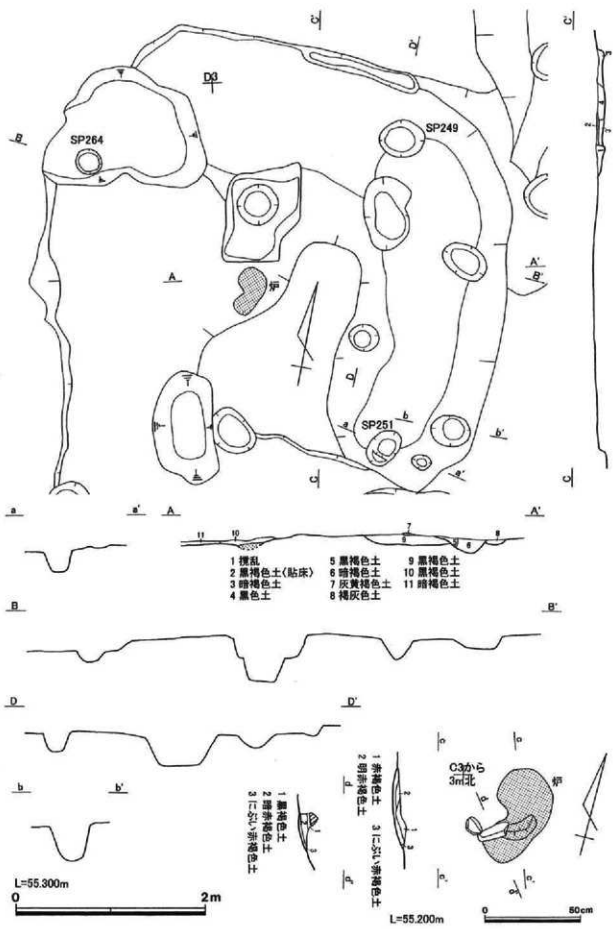 C'
D'
C'
D3
SP264
SP249
B
A
炉
A'
B'
D
SP251
a
b
b'
a'
C
C
a
a'
A
A'
11
10
7
9
5
6
8
1 攪乱
2 黒褐色土(貼床)
3 暗褐色土
4 黒色土
5 黒褐色土
6 暗褐色土
7 灰黄褐色土
8 褐灰色土
9 黒褐色土
10 黒褐色土
11 暗褐色土
B
B'
D
D'
b
b'
1 黒褐色土
2 暗赤褐色土
3 にぶい赤褐色土
1 赤褐色土
2 明赤褐色土
3 にぶい赤褐色土
d
d'
c
c
c'
c'
C3から
3m北
炉
d
L=55.300m
0
2m
L=55.200m
0
50cm